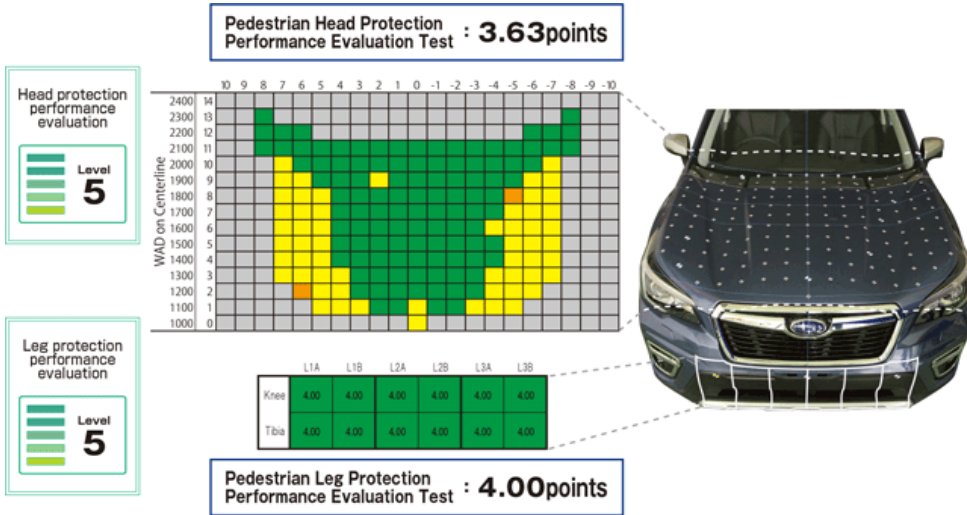 Pedestrian Head Protection
Performance Evaluation Test : 3.63points
Head protection
performance
evaluation
Level
5
10 9 8 7 6 5 4 3 2 1 0 -1 -2 -3 -4 -5 -6 -7 -8 -9 -10
WAD on Centerline
2400 14
2300 13
2200 12
2100 11
2000 10
1900 9
1800 8
1700 7
1600 6
1500 5
1400 4
1300 3
1200 2
1100 1
1000 0
Leg protection
performance
evaluation
Level
5
L1A L1B L2A L2B L3A L3B
Knee 4.00 4.00 4.00 4.00 4.00 4.00
Tibia 4.00 4.00 4.00 4.00 4.00 4.00
Pedestrian Leg Protection
Performance Evaluation Test : 4.00points